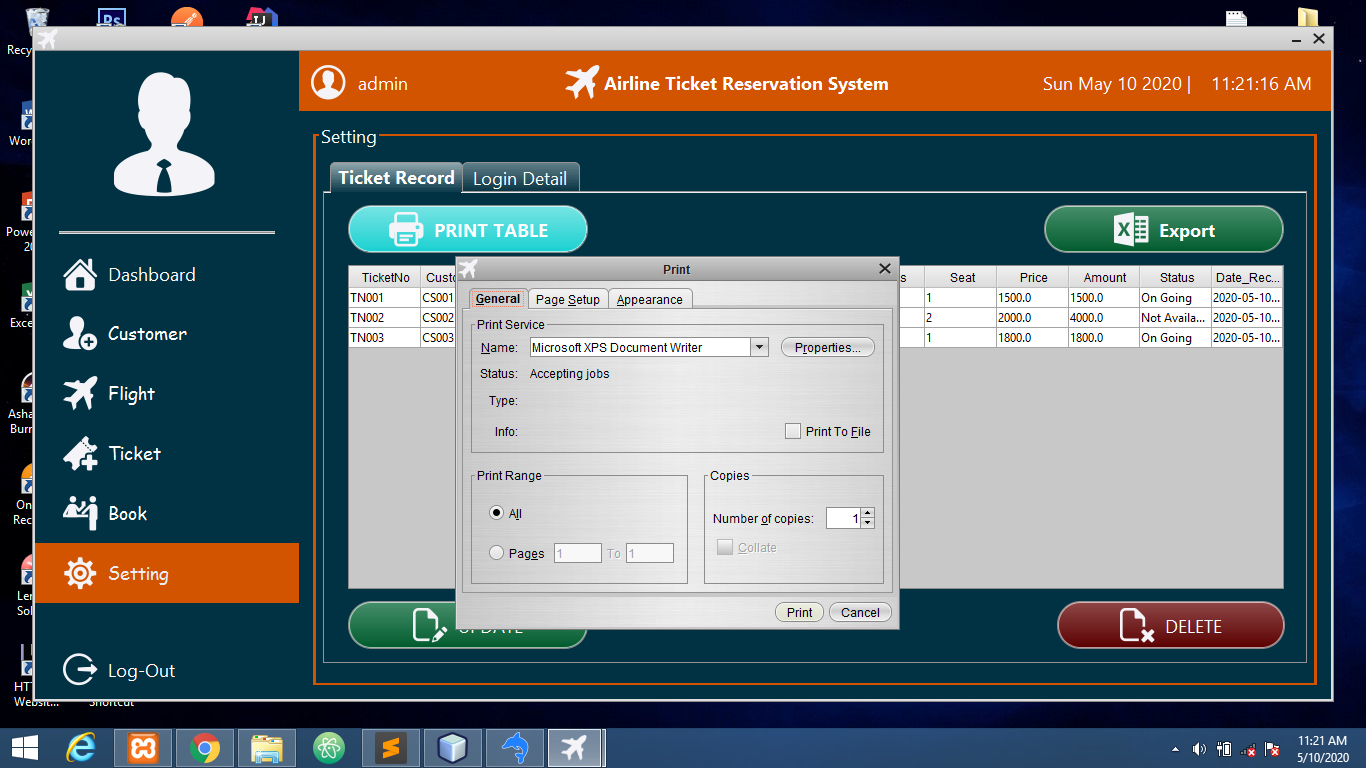 Ps
IJ
Recy
Wor
Powe
20
Exce
Asha
Burn
On
Rec
Ler
Sol
HT
Websit...
Shortcut
admin
Airline Ticket Reservation System
Sun May 10 2020 | 11:21:16 AM
Dashboard
Customer
Flight
Ticket
Book
Setting
Log-Out
Setting
Ticket Record
Login Detail
PRINT TABLE
Export
TicketNo Custo Seat Price Amount Status Date_Rec...
TN001 CS001 1 1500.0 1500.0 On Going 2020-05-10...
TN002 CS002 2 2000.0 4000.0 Not Availa... 2020-05-10...
TN003 CS003 1 1800.0 1800.0 On Going 2020-05-10...
Print
General Page Setup Appearance
Print Service
Name: Microsoft XPS Document Writer Properties...
Status: Accepting jobs
Type:
Info: Print To File
Print Range
All
Pages 1 To 1
Copies
Number of copies: 1
Collate
Print Cancel
UPDATE
DELETE
11:21 AM
5/10/2020